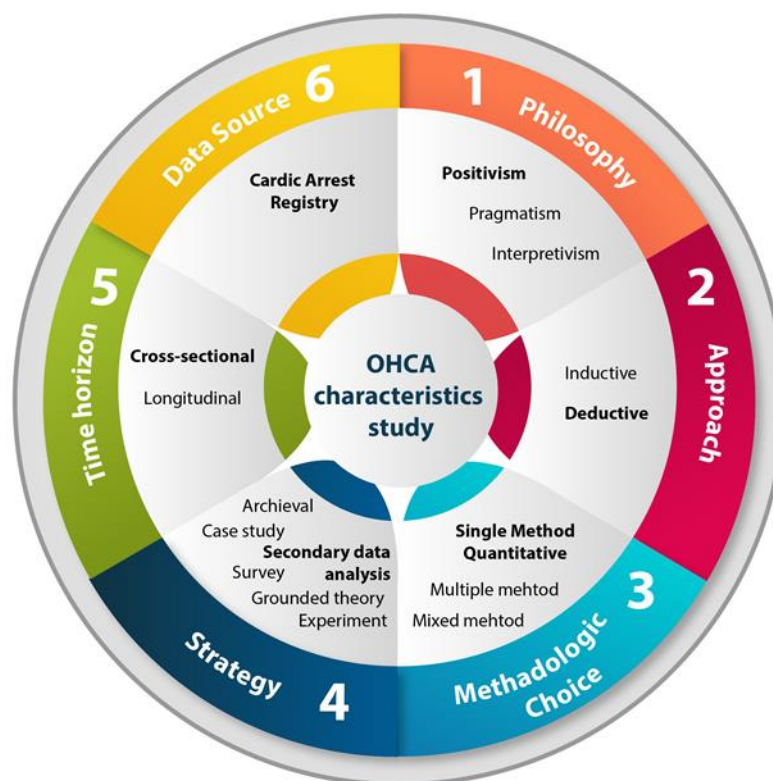 1
Philosophy
Positivism
Pragmatism
Interpretivism
2
Approach
Inductive
Deductive
3
Methadologic
Choice
Single Method
Quantitative
Multiple mehtod
Mixed mehtod
4
Strategy
Archieval
Case study
Secondary data
analysis
Survey
Grounded theory
Experiment
5
Time horizon
Cross-sectional
Longitudinal
6
Data Source
Cardic Arrest
Registry
OHCA
characteristics
study